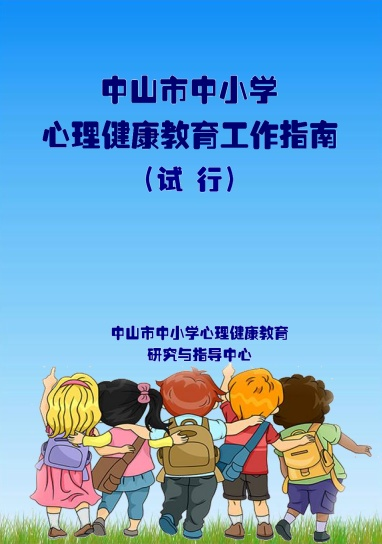 中山市中小学
心理健康教育工作指南
（试 行）
中山市中小学心理健康教育
研究与指导中心